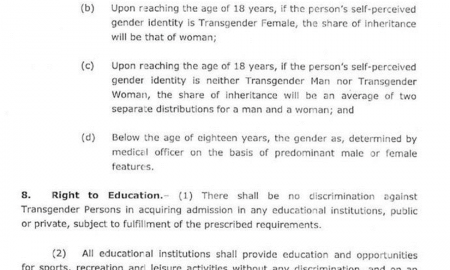 (b) Upon reaching the age of 18 years, if the person's self-perceived
gender identity is Transgender Female, the share of inheritance
will be that of woman;
(c) Upon reaching the age of 18 years, if the person's self-perceived
gender identity is neither Transgender Man nor Transgender
Woman, the share of inheritance will be an average of two
separate distributions for a man and a woman; and
(d) Below the age of eighteen years, the gender as, determined by
medical officer on the basis of predominant male or female
features.
8. Right to Education.– (1) There shall be no discrimination against
Transgender Persons in acquiring admission in any educational institutions, public
or private, subject to fulfillment of the prescribed requirements.
(2) All educational institutions shall provide education and opportunities
for sports, recreation and leisure activities without any discrimination, and on an